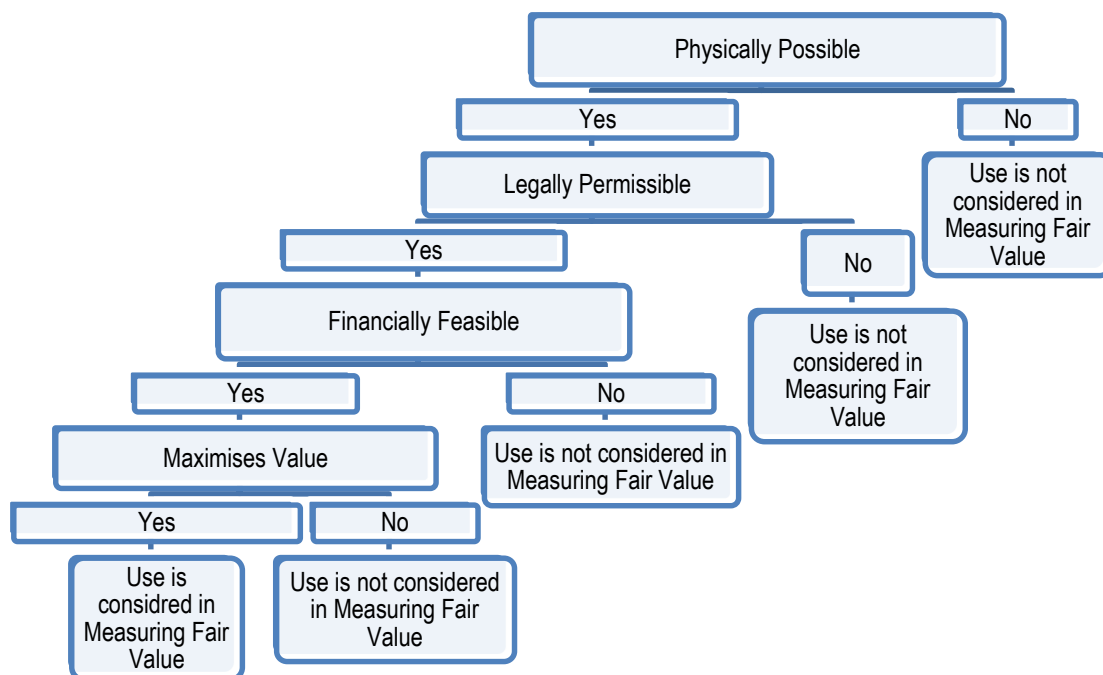 Physically Possible
Yes
No
Legally Permissible
Use is not
considered in
Measuring Fair
Value
Yes
No
Financially Feasible
Use is not
considered in
Measuring Fair
Value
Yes
No
Maximises Value
Use is not considered in
Measuring Fair Value
Yes
No
Use is
considred in
Measuring Fair
Value
Use is not considered
in Measuring Fair
Value